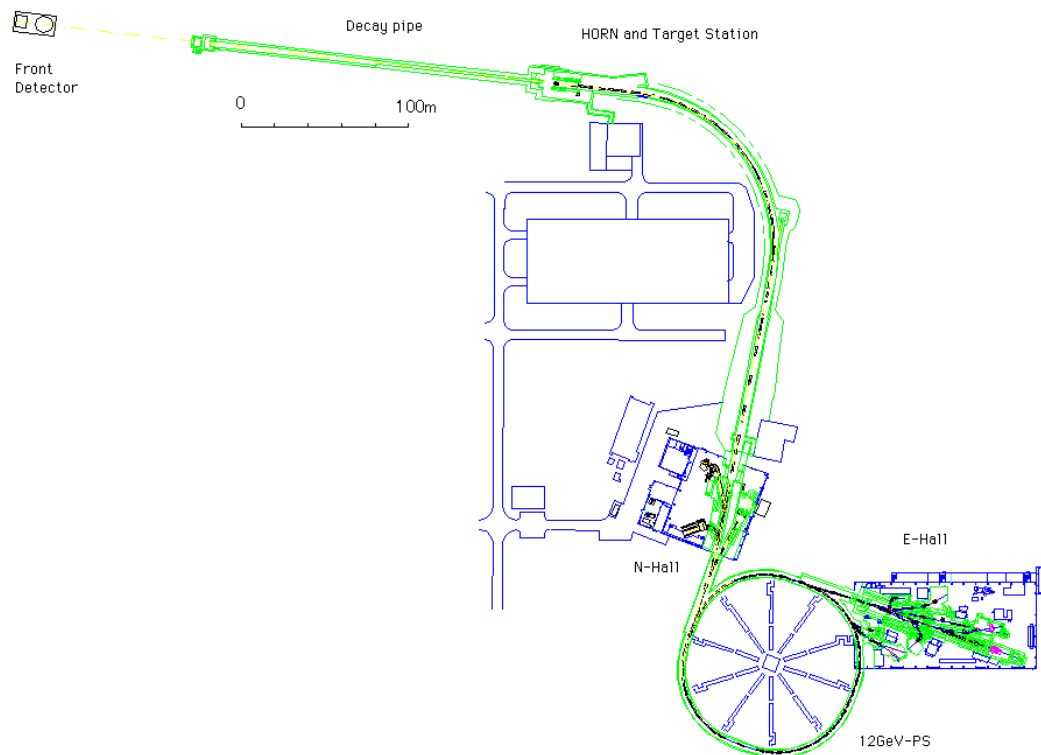 Decay pipe
HORN and Target Station
Front
Detector
0 100m
N-Hall
E-Hall
12GeV-PS